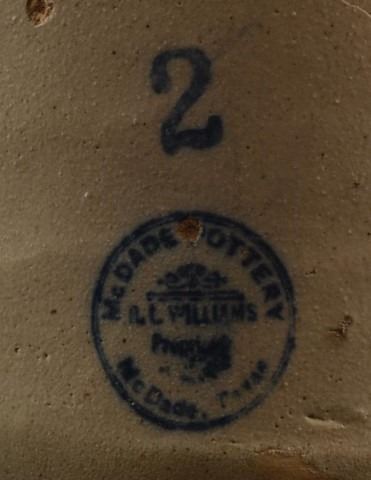 2
McDADE POTTERY
R. L. WILLIAMS
McDade, Texas